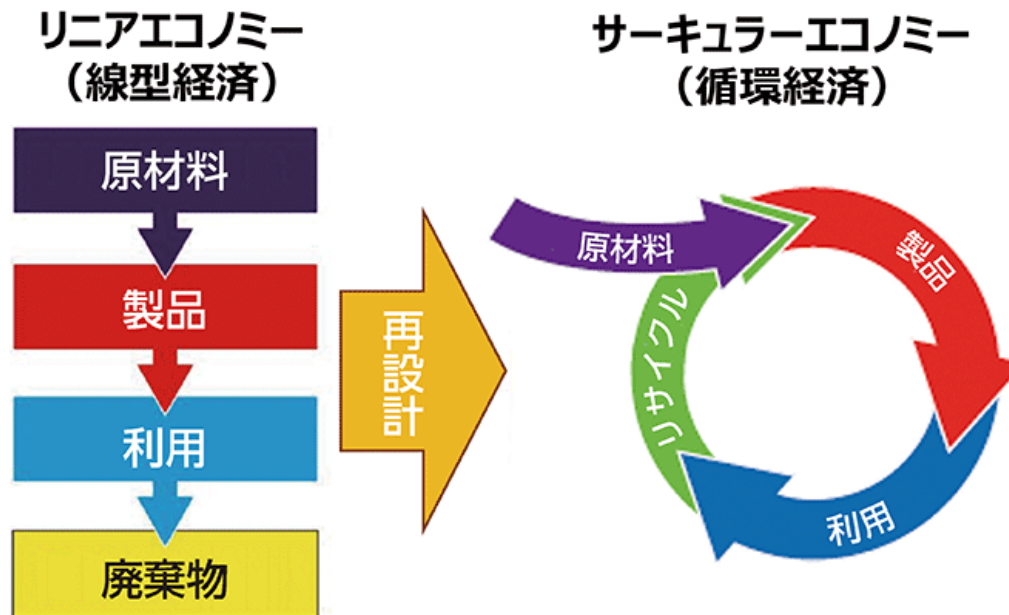 リニアエコノミー
（線型経済）
原材料
製品
利用
廃棄物
再設計
サーキュラーエコノミー
（循環経済）
原材料
製品
利用
リサイクル